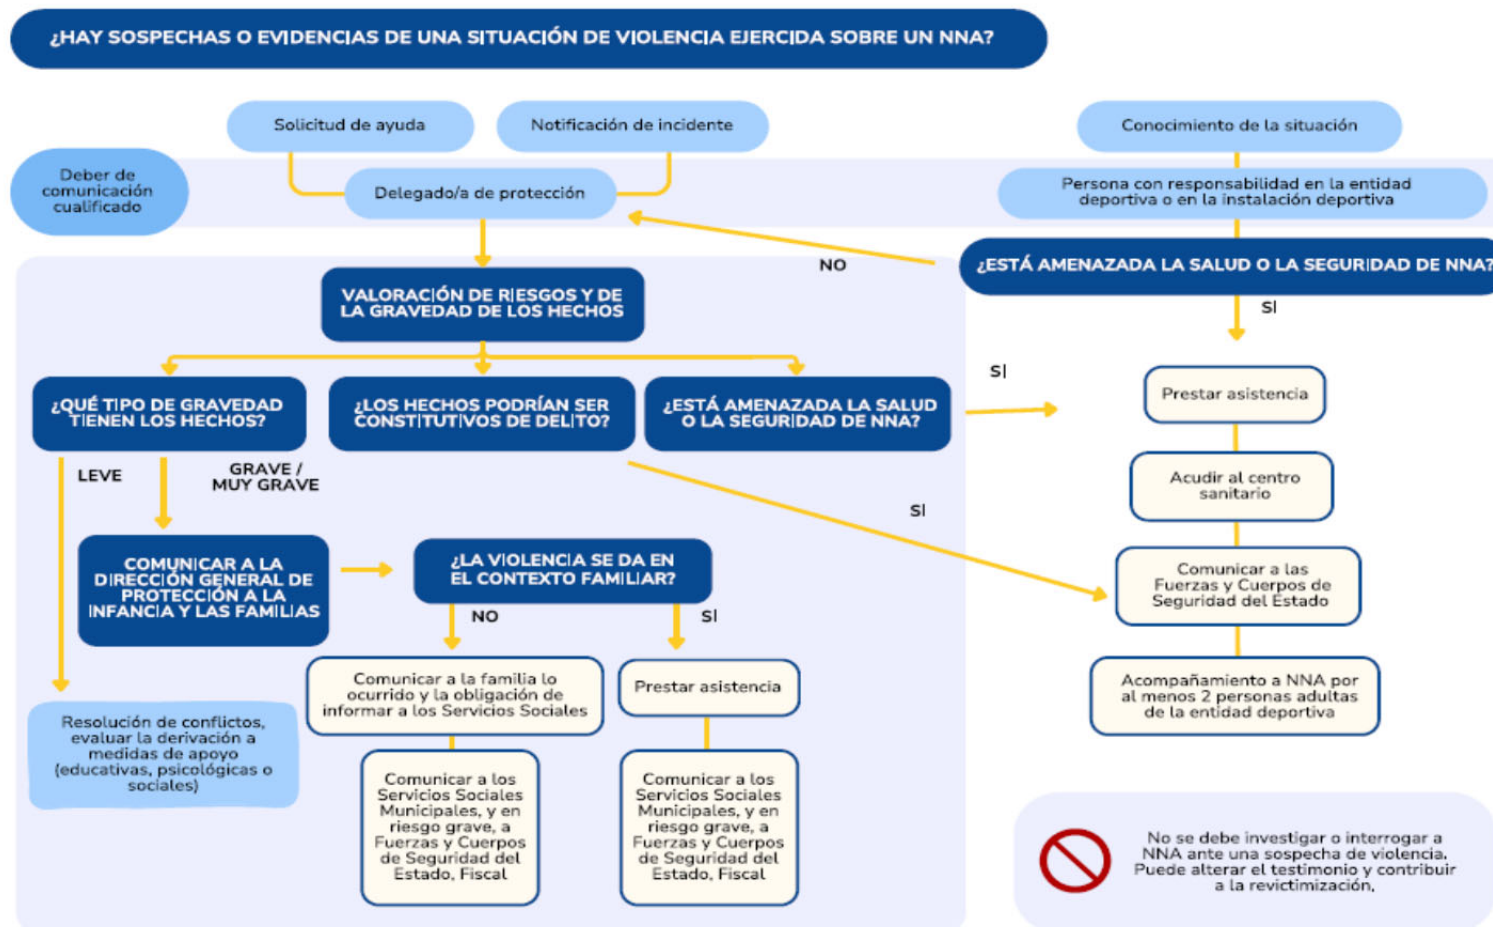 ¿HAY SOSPECHAS O EVIDENCIAS DE UNA SITUACIÓN DE VIOLENCIA EJERCIDA SOBRE UN NNA?
Solicitud de ayuda
Notificación de incidente
Conocimiento de la situación
Deber de
comunicación
cualificado
Delegado/a de protección
Persona con responsabilidad en la entidad
deportiva o en la instalación deportiva
NO
¿ESTÁ AMENAZADA LA SALUD O LA SEGURIDAD DE NNA?
SÍ
VALORACIÓN DE RIESGOS Y DE
LA GRAVEDAD DE LOS HECHOS
¿QUÉ TIPO DE GRAVEDAD
TIENEN LOS HECHOS?
¿LOS HECHOS PODRÍAN SER
CONSTITUTIVOS DE DELITO?
¿ESTÁ AMENAZADA LA SALUD
O LA SEGURIDAD DE NNA?
SÍ
Prestar asistencia
LEVE
GRAVE /
MUY GRAVE
SI
Acudir al centro
sanitario
COMUNICAR A LA
DIRECCIÓN GENERAL DE
PROTECCIÓN A LA
INFANCIA Y LAS FAMILIAS
¿LA VIOLENCIA SE DA EN
EL CONTEXTO FAMILIAR?
Comunicar a las
Fuerzas y Cuerpos de
Seguridad del Estado
NO
SÍ
Comunicar a la familia lo
ocurrido y la obligación de
informar a los Servicios Sociales
Prestar asistencia
Acompañamiento a NNA por
al menos 2 personas adultas
de la entidad deportiva
Resolución de conflictos,
evaluar la derivación a
medidas de apoyo
(educativas, psicológicas o
sociales)
Comunicar a los
Servicios Sociales
Municipales, y en
riesgo grave, a
Fuerzas y Cuerpos
de Seguridad del
Estado, Fiscal
Comunicar a los
Servicios Sociales
Municipales, y en
riesgo grave, a
Fuerzas y Cuerpos
de Seguridad del
Estado, Fiscal
No se debe investigar o interrogar a
NNA ante una sospecha de violencia.
Puede alterar el testimonio y contribuir
a la revictimización.